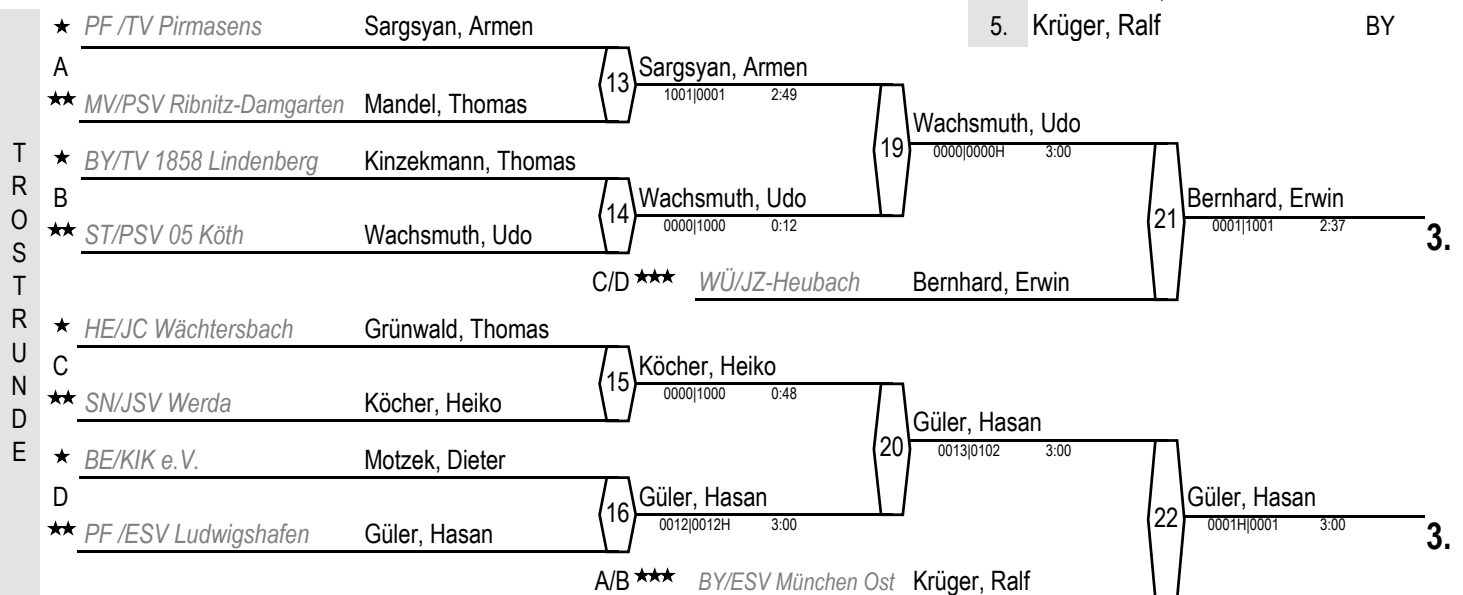 ★ PF /TV Pirmasens Sargsyan, Armen
5. Krüger, Ralf BY
A
13 Sargsyan, Armen
1001|0001 2:49
★★ MV/PSV Ribnitz-Damgarten Mandel, Thomas
19 Wachsmuth, Udo
0000|0000H 3:00
★ BY/TV 1858 Lindenberg Kinzekmann, Thomas
B
14 Wachsmuth, Udo
0000|1000 0:12
21 Bernhard, Erwin
0001|1001 2:37
3.
★★ ST/PSV 05 Köth Wachsmuth, Udo
C/D ★★★ WÜ/JZ-Heubach Bernhard, Erwin
TROSTRUNDE
★ HE/JC Wächtersbach Grünwald, Thomas
C
15 Köcher, Heiko
0000|1000 0:48
★★ SN/JSV Werda Köcher, Heiko
20 Güler, Hasan
0013|0102 3:00
★ BE/KIK e.V. Motzek, Dieter
D
16 Güler, Hasan
0012|0012H 3:00
22 Güler, Hasan
0001H|0001 3:00
3.
★★ PF /ESV Ludwigshafen Güler, Hasan
A/B ★★★ BY/ESV München Ost Krüger, Ralf